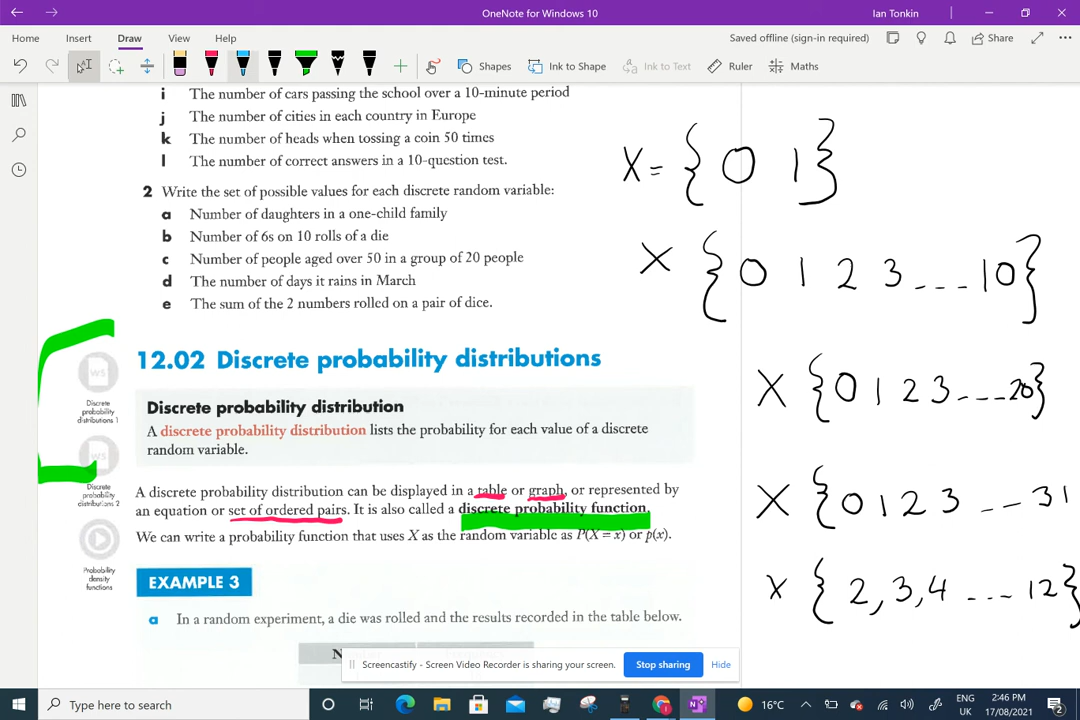 OneNote for Windows 10
Ian Tonkin
Home Insert Draw View Help
Saved offline (sign-in required)
Share
Shapes
Ink to Shape
Ink to Text
Ruler
Maths
i The number of cars passing the school over a 10-minute period
j The number of cities in each country in Europe
k The number of heads when tossing a coin 50 times
l The number of correct answers in a 10-question test.
2 Write the set of possible values for each discrete random variable:
a Number of daughters in a one-child family
b Number of 6s on 10 rolls of a die
c Number of people aged over 50 in a group of 20 people
d The number of days it rains in March
e The sum of the 2 numbers rolled on a pair of dice.
X = { 0 1 }
X { 0 1 2 3 ... 10 }
X { 0 1 2 3 ... 20 }
X { 0 1 2 3 .. 31
X { 2, 3, 4 ... 12 }
WS
Discrete
probability
distributions 1
WS
Discrete
probability
distributions 2
Probability
density
functions
12.02 Discrete probability distributions
Discrete probability distribution
A discrete probability distribution lists the probability for each value of a discrete
random variable.
A discrete probability distribution can be displayed in a table or graph, or represented by
an equation or set of ordered pairs. It is also called a discrete probability function.
We can write a probability function that uses X as the random variable as P(X = x) or p(x).
EXAMPLE 3
a In a random experiment, a die was rolled and the results recorded in the table below.
N
Screencastify - Screen Video Recorder is sharing your screen.
Stop sharing
Hide
Type here to search
16°C
ENG
UK
2:46 PM
17/08/2021
2